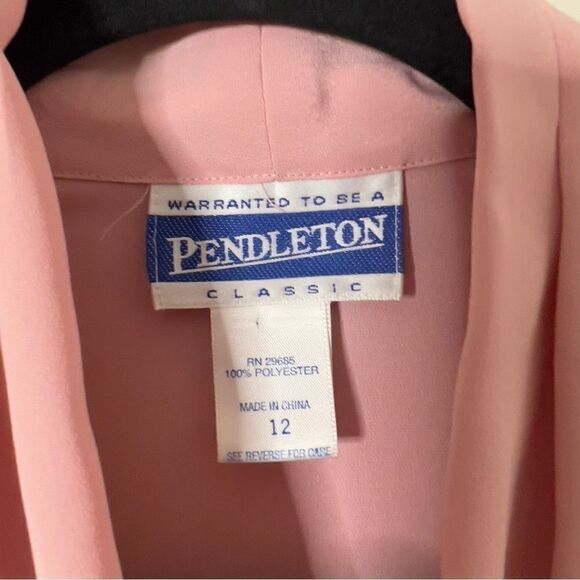 WARRANTED TO BE A
PENDLETON
CLASSIC
RN 29685
100% POLYESTER
MADE IN CHINA
12
SEE REVERSE FOR CARE